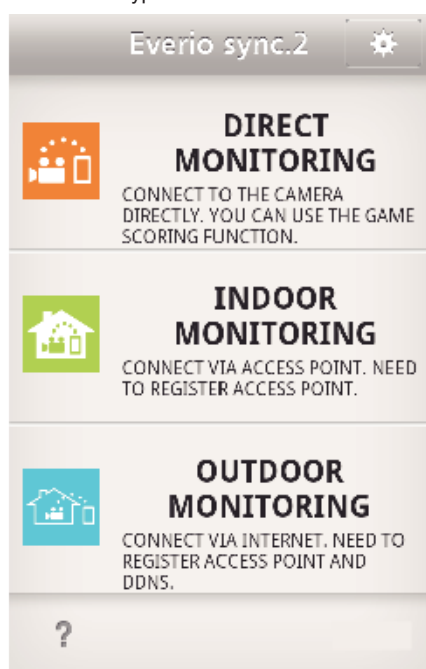 Everio sync.2
DIRECT
MONITORING
CONNECT TO THE CAMERA
DIRECTLY. YOU CAN USE THE GAME
SCORING FUNCTION.
INDOOR
MONITORING
CONNECT VIA ACCESS POINT. NEED
TO REGISTER ACCESS POINT.
OUTDOOR
MONITORING
CONNECT VIA INTERNET. NEED TO
REGISTER ACCESS POINT AND
DDNS.
?